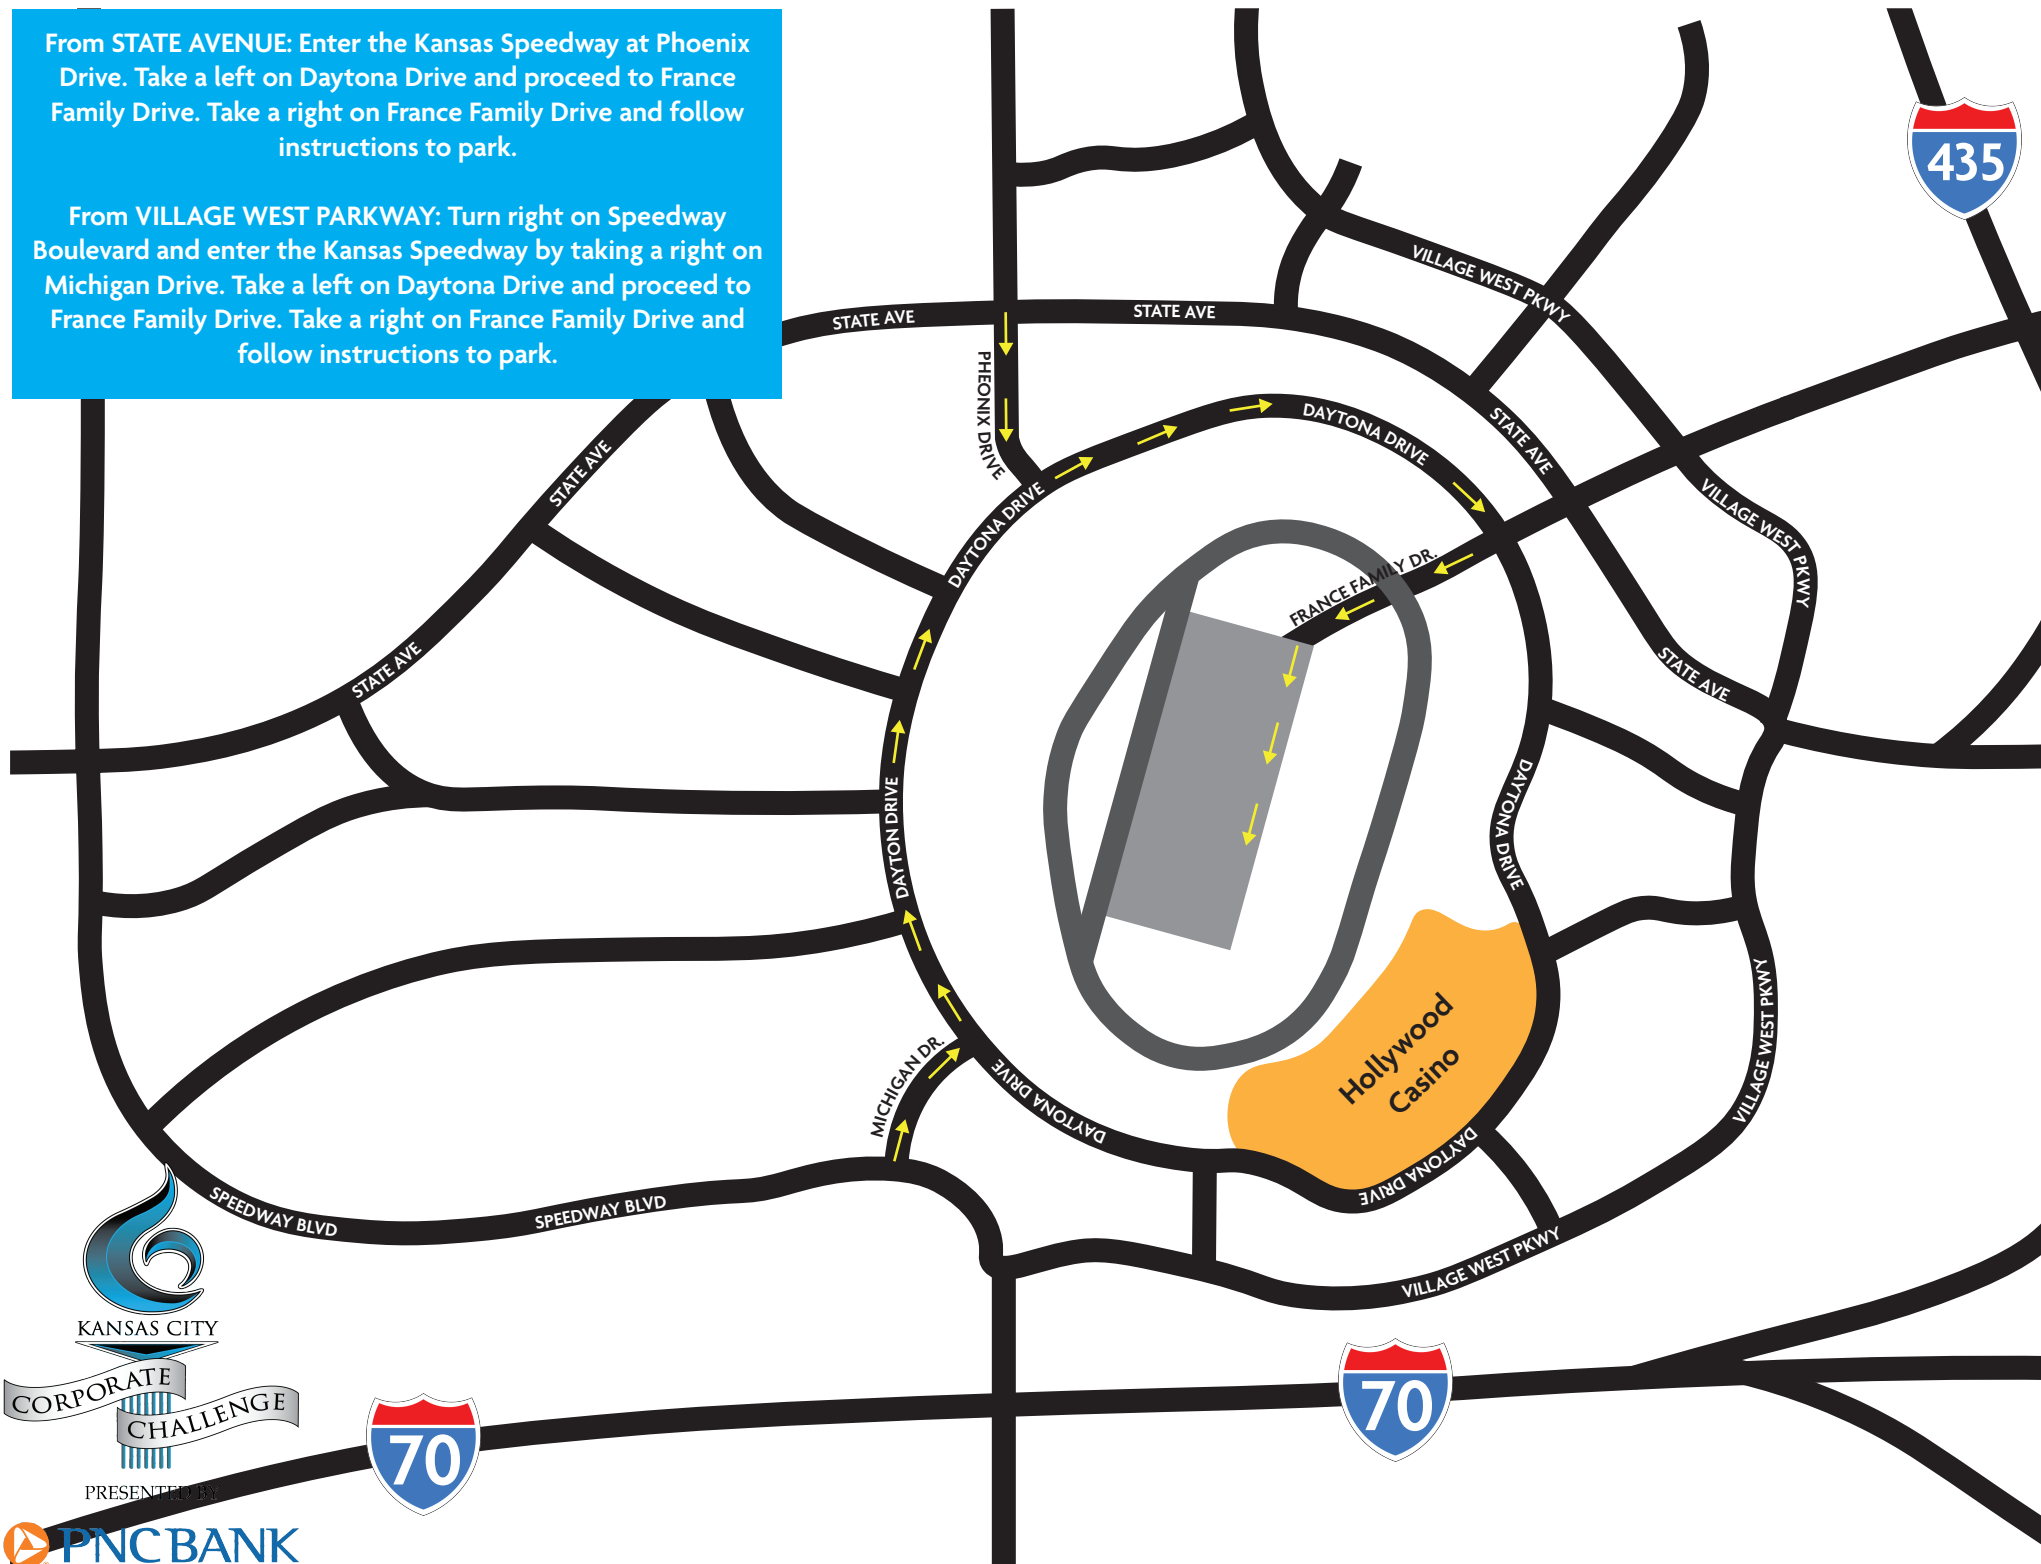 From STATE AVENUE: Enter the Kansas Speedway at Phoenix
Drive. Take a left on Daytona Drive and proceed to France
Family Drive. Take a right on France Family Drive and follow
instructions to park.
From VILLAGE WEST PARKWAY: Turn right on Speedway
Boulevard and enter the Kansas Speedway by taking a right on
Michigan Drive. Take a left on Daytona Drive and proceed to
France Family Drive. Take a right on France Family Drive and
follow instructions to park.
435
VILLAGE WEST PKWY
STATE AVE
STATE AVE
PHEONIX DRIVE
DAYTONA DRIVE
STATE AVE
STATE AVE
DAYTONA DRIVE
VILLAGE WEST PKWY
FRANCE FAMILY DR.
STATE AVE
STATE AVE
DAYTON DRIVE
DAYTONA DRIVE
Hollywood
Casino
MICHIGAN DR.
DAYTONA DRIVE
VILLAGE WEST PKWY
DAYTONA DRIVE
SPEEDWAY BLVD
SPEEDWAY BLVD
VILLAGE WEST PKWY
KANSAS CITY
CORPORATE
CHALLENGE
PRESENTED BY
PNC BANK
70
70